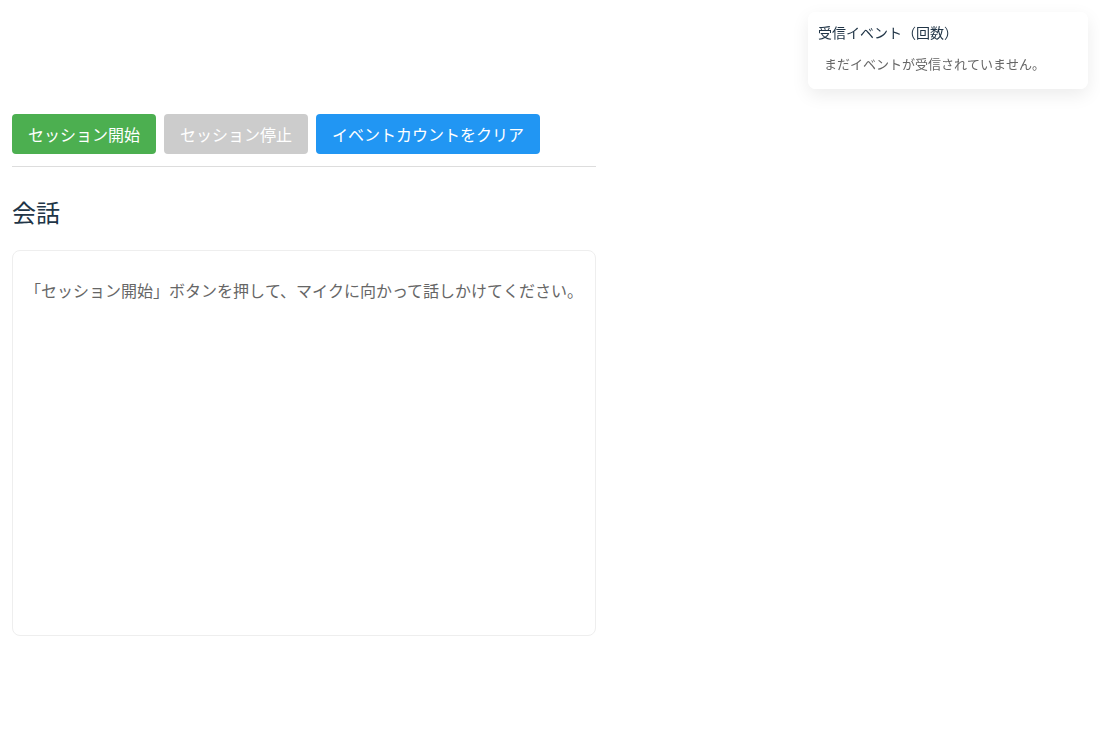 受信イベント（回数）
まだイベントが受信されていません。
セッション開始 セッション停止 イベントカウントをクリア
会話
「セッション開始」ボタンを押して、マイクに向かって話しかけてください。